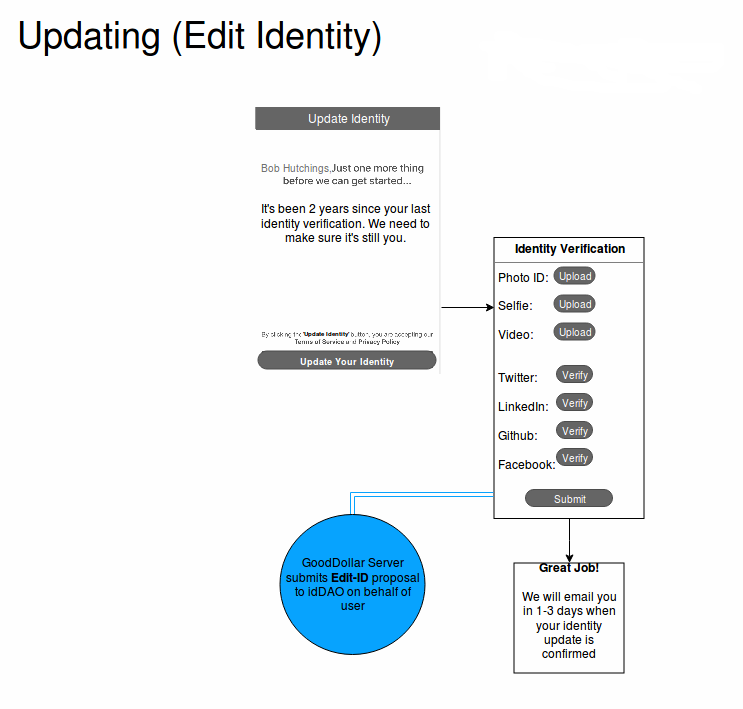 Updating (Edit Identity)
Update Identity
Bob Hutchings,Just one more thing
before we can get started...
It's been 2 years since your last
identity verification. We need to
make sure it's still you.
By clicking the 'Update Identity' button, you are accepting our
Terms of Service and Privacy Policy
Update Your Identity
Identity Verification
Photo ID: Upload
Selfie: Upload
Video: Upload
Twitter: Verify
LinkedIn: Verify
Github: Verify
Facebook: Verify
Submit
GoodDollar Server
submits Edit-ID proposal
to idDAO on behalf of
user
Great Job!
We will email you
in 1-3 days when
your identity
update is
confirmed